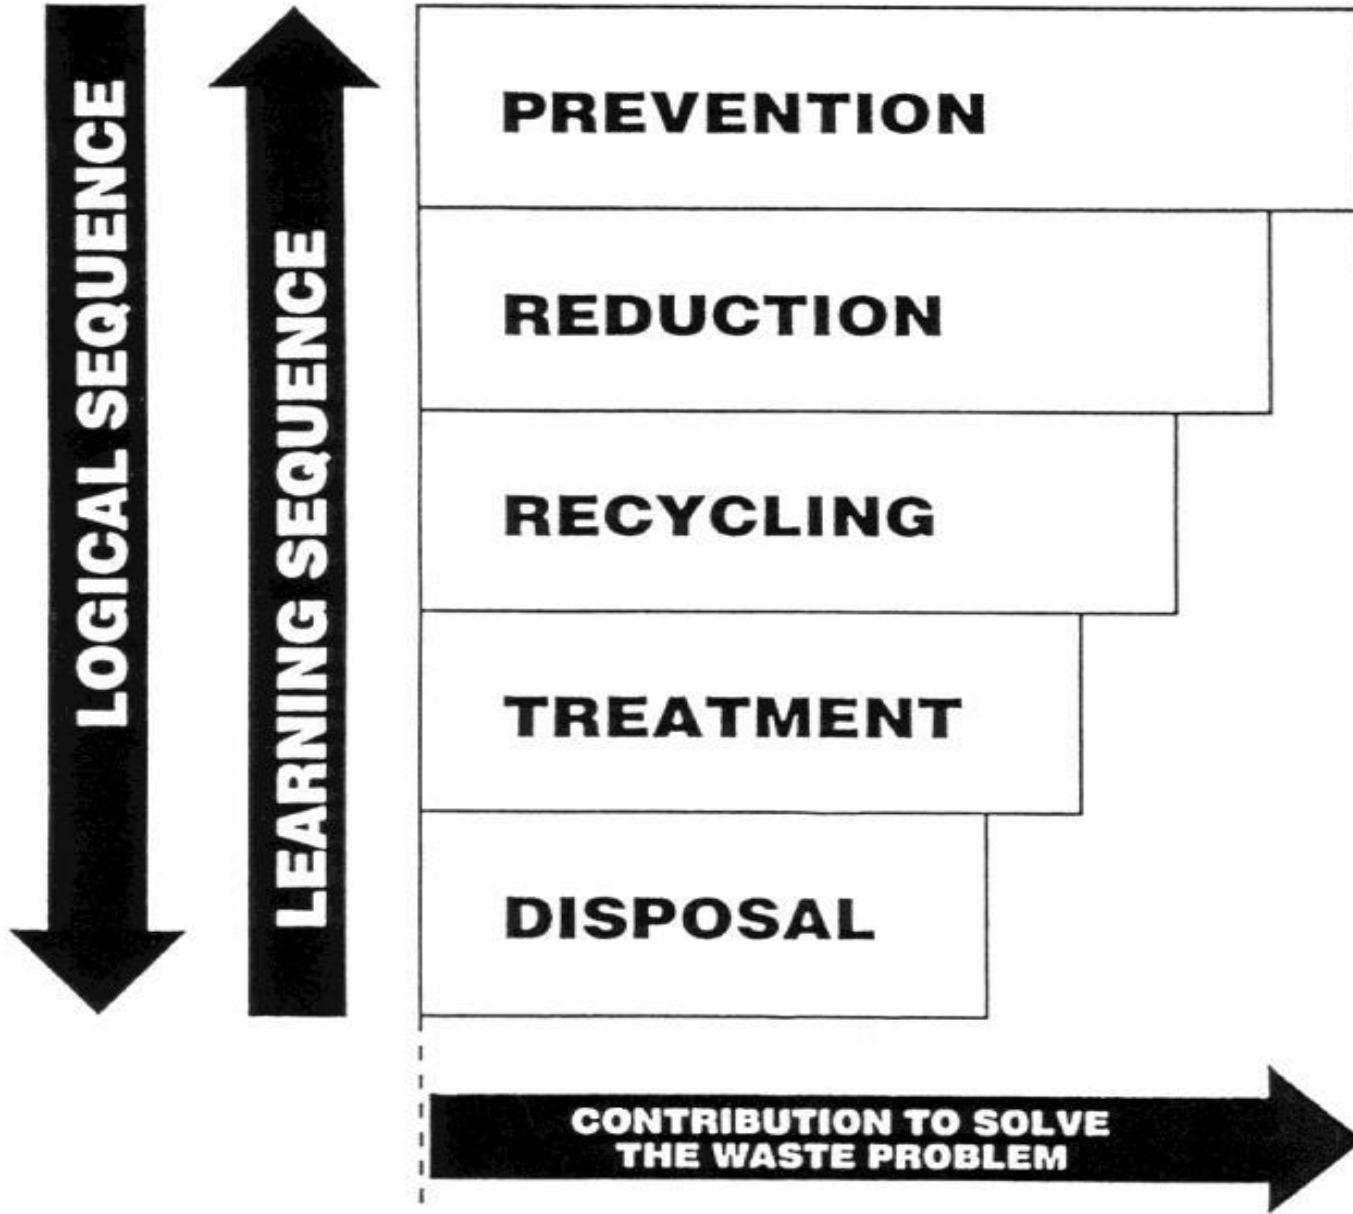 LOGICAL SEQUENCE
LEARNING SEQUENCE
PREVENTION
REDUCTION
RECYCLING
TREATMENT
DISPOSAL
CONTRIBUTION TO SOLVE
THE WASTE PROBLEM